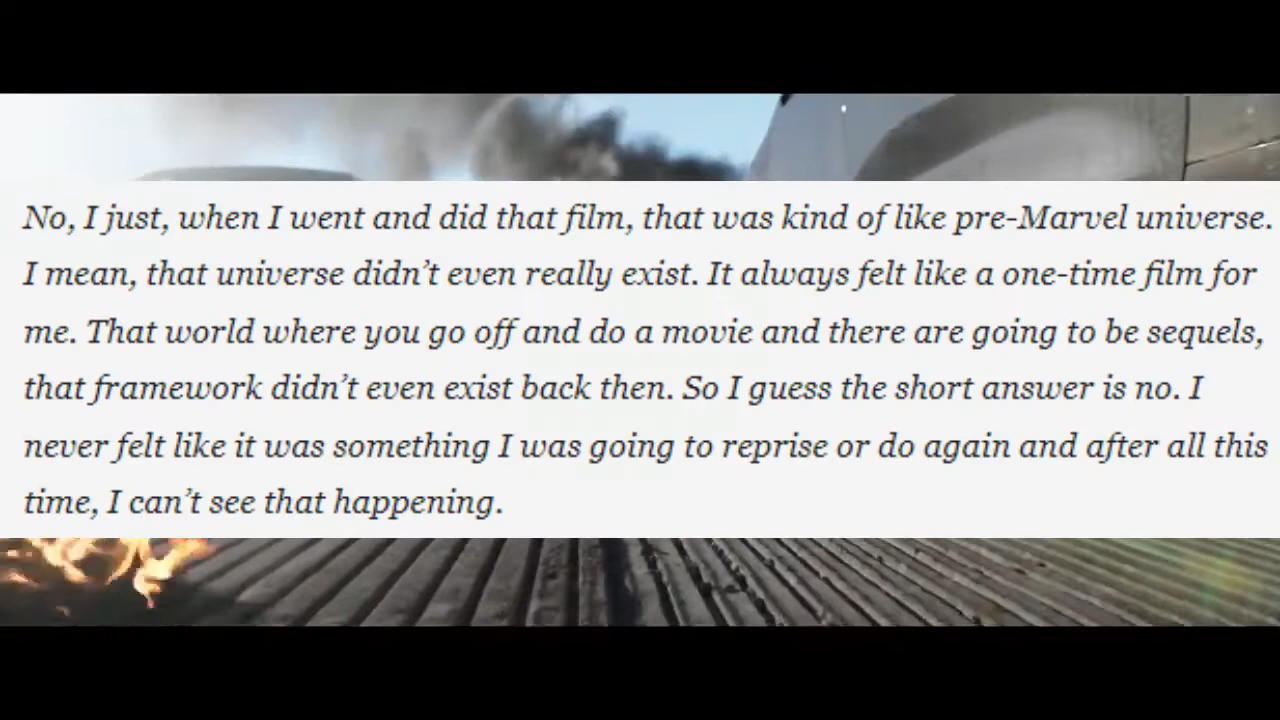 No, I just, when I went and did that film, that was kind of like pre-Marvel universe.
I mean, that universe didn’t even really exist. It always felt like a one-time film for
me. That world where you go off and do a movie and there are going to be sequels,
that framework didn’t even exist back then. So I guess the short answer is no. I
never felt like it was something I was going to reprise or do again and after all this
time, I can’t see that happening.